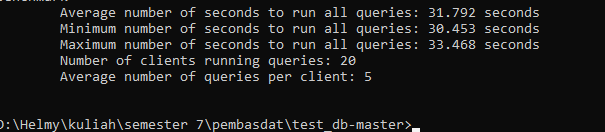 Average number of seconds to run all queries: 31.792 seconds
Minimum number of seconds to run all queries: 30.453 seconds
Maximum number of seconds to run all queries: 33.468 seconds
Number of clients running queries: 20
Average number of queries per client: 5
D:\Helmy\kuliah\semester 7\pembasdat\test_db-master>